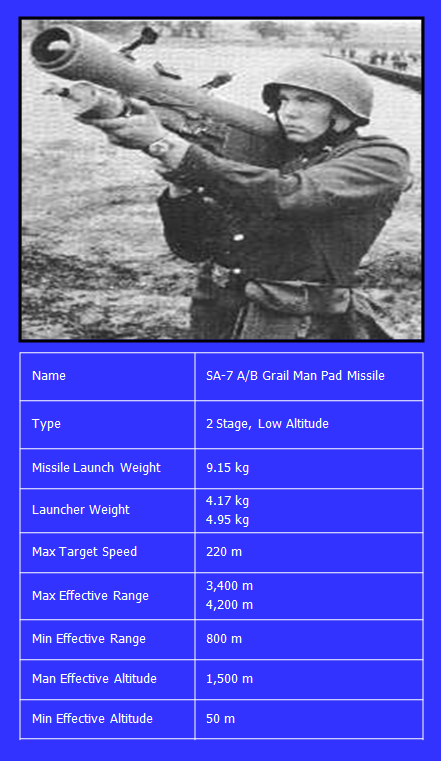 Name SA-7 A/B Grail Man Pad Missile
Type 2 Stage, Low Altitude
Missile Launch Weight 9.15 kg
Launcher Weight 4.17 kg
4.95 kg
Max Target Speed 220 m
Max Effective Range 3,400 m
4,200 m
Min Effective Range 800 m
Man Effective Altitude 1,500 m
Min Effective Altitude 50 m